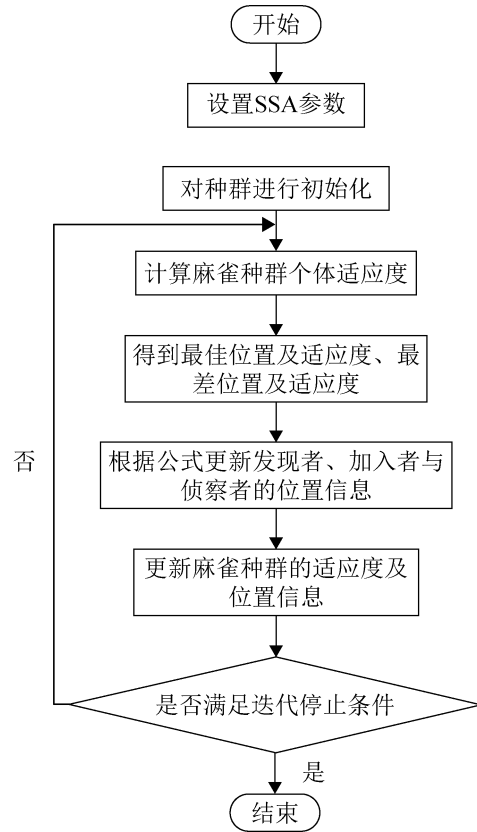 开始
设置SSA参数
对种群进行初始化
计算麻雀种群个体适应度
得到最佳位置及适应度、最
差位置及适应度
根据公式更新发现者、加入者与
侦察者的位置信息
否
更新麻雀种群的适应度及
位置信息
是否满足迭代停止条件
是
结束